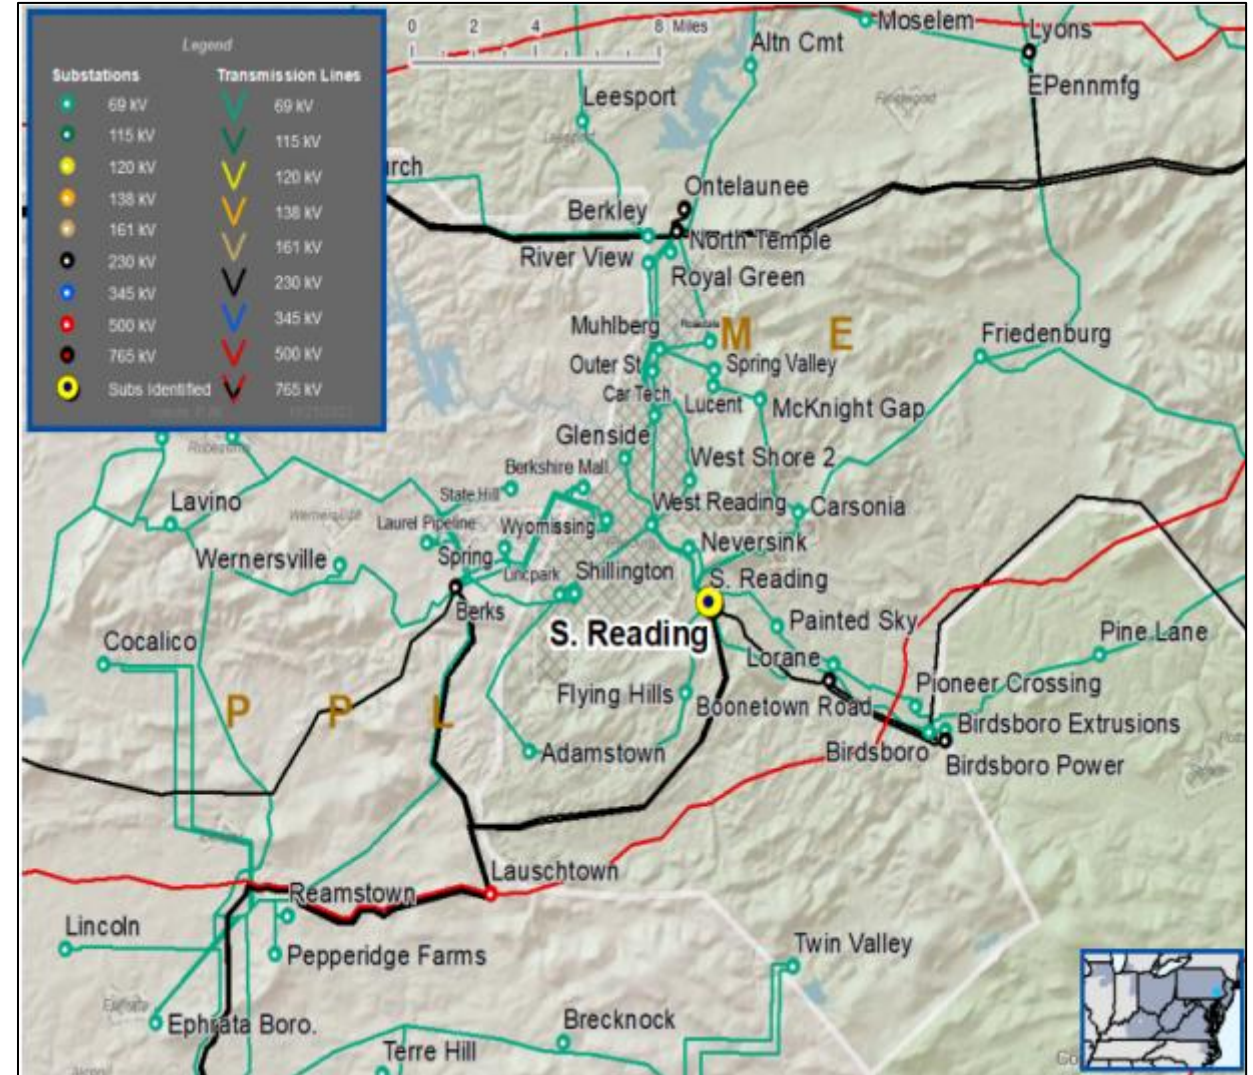 Legend
Substations
Transmission Lines
69 kV
69 kV
115 kV
115 kV
120 kV
120 kV
138 kV
138 kV
161 kV
161 kV
230 kV
230 kV
345 kV
345 kV
500 kV
500 kV
765 kV
765 kV
Subs Identified
0 2 4 8 Miles
Altn Cmt
Moselem
Lyons
EPennmfg
Leesport
urch
Ontelaunee
Berkley
North Temple
River View
Royal Green
Muhlberg
M E
Friedenburg
Outer St
Spring Valley
Car Tech
Lucent
McKnight Gap
Glenside
Berkshire Mall
West Shore 2
State Hill
West Reading
Carsonia
Lavino
Wernersville
Laurel Pipeline
Wyomissing
Neversink
Wernersville
Spring
Lincpark
Shillington
S. Reading
Berks
S. Reading
Painted Sky
Pine Lane
Cocalico
Lorane
Pioneer Crossing
Flying Hills
Boonetown Road
P P L
Birdsboro Extrusions
Adamstown
Birdsboro
Birdsboro Power
Lauschtown
Reamstown
Lincoln
Pepperidge Farms
Twin Valley
Ephrata Boro.
Brecknock
Terre Hill